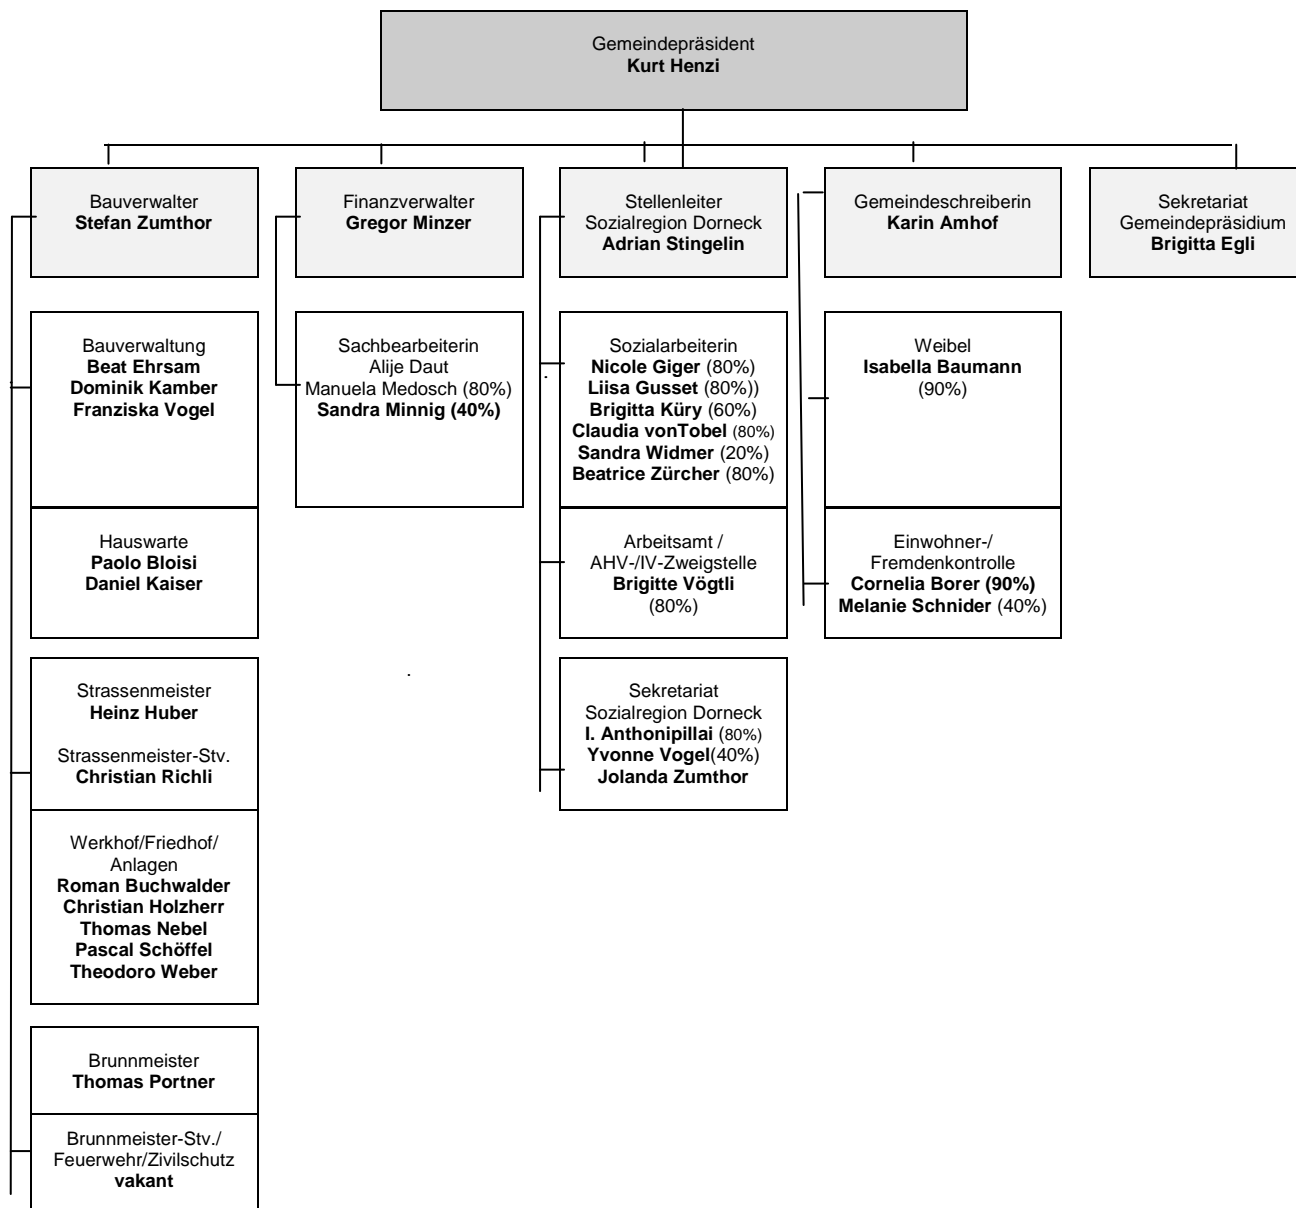 Gemeindepräsident
Kurt Henzi
Bauverwalter
Stefan Zumthor
Finanzverwalter
Gregor Minzer
Stellenleiter
Sozialregion Dorneck
Adrian Stingelin
Gemeindeschreiberin
Karin Amhof
Sekretariat
Gemeindepräsidium
Brigitta Egli
Bauverwaltung
Beat Ehrsam
Dominik Kamber
Franziska Vogel
Hauswarte
Paolo Bloisi
Daniel Kaiser
Strassenmeister
Heinz Huber
Strassenmeister-Stv.
Christian Richli
Werkhof/Friedhof/
Anlagen
Roman Buchwalder
Christian Holzherr
Thomas Nebel
Pascal Schöffel
Theodoro Weber
Brunnmeister
Thomas Portner
Brunnmeister-Stv./
Feuerwehr/Zivilschutz
vakant
Sachbearbeiterin
Alije Daut
Manuela Medosch (80%)
Sandra Minnig (40%)
Sozialarbeiterin
Nicole Giger (80%)
Liisa Gusset (80%))
Brigitta Küry (60%)
Claudia vonTobel (80%)
Sandra Widmer (20%)
Beatrice Zürcher (80%)
Arbeitsamt /
AHV-/IV-Zweigstelle
Brigitte Vögtli
(80%)
Sekretariat
Sozialregion Dorneck
I. Anthonipillai (80%)
Yvonne Vogel(40%)
Jolanda Zumthor
Weibel
Isabella Baumann
(90%)
Einwohner-/
Fremdenkontrolle
Cornelia Borer (90%)
Melanie Schnider (40%)